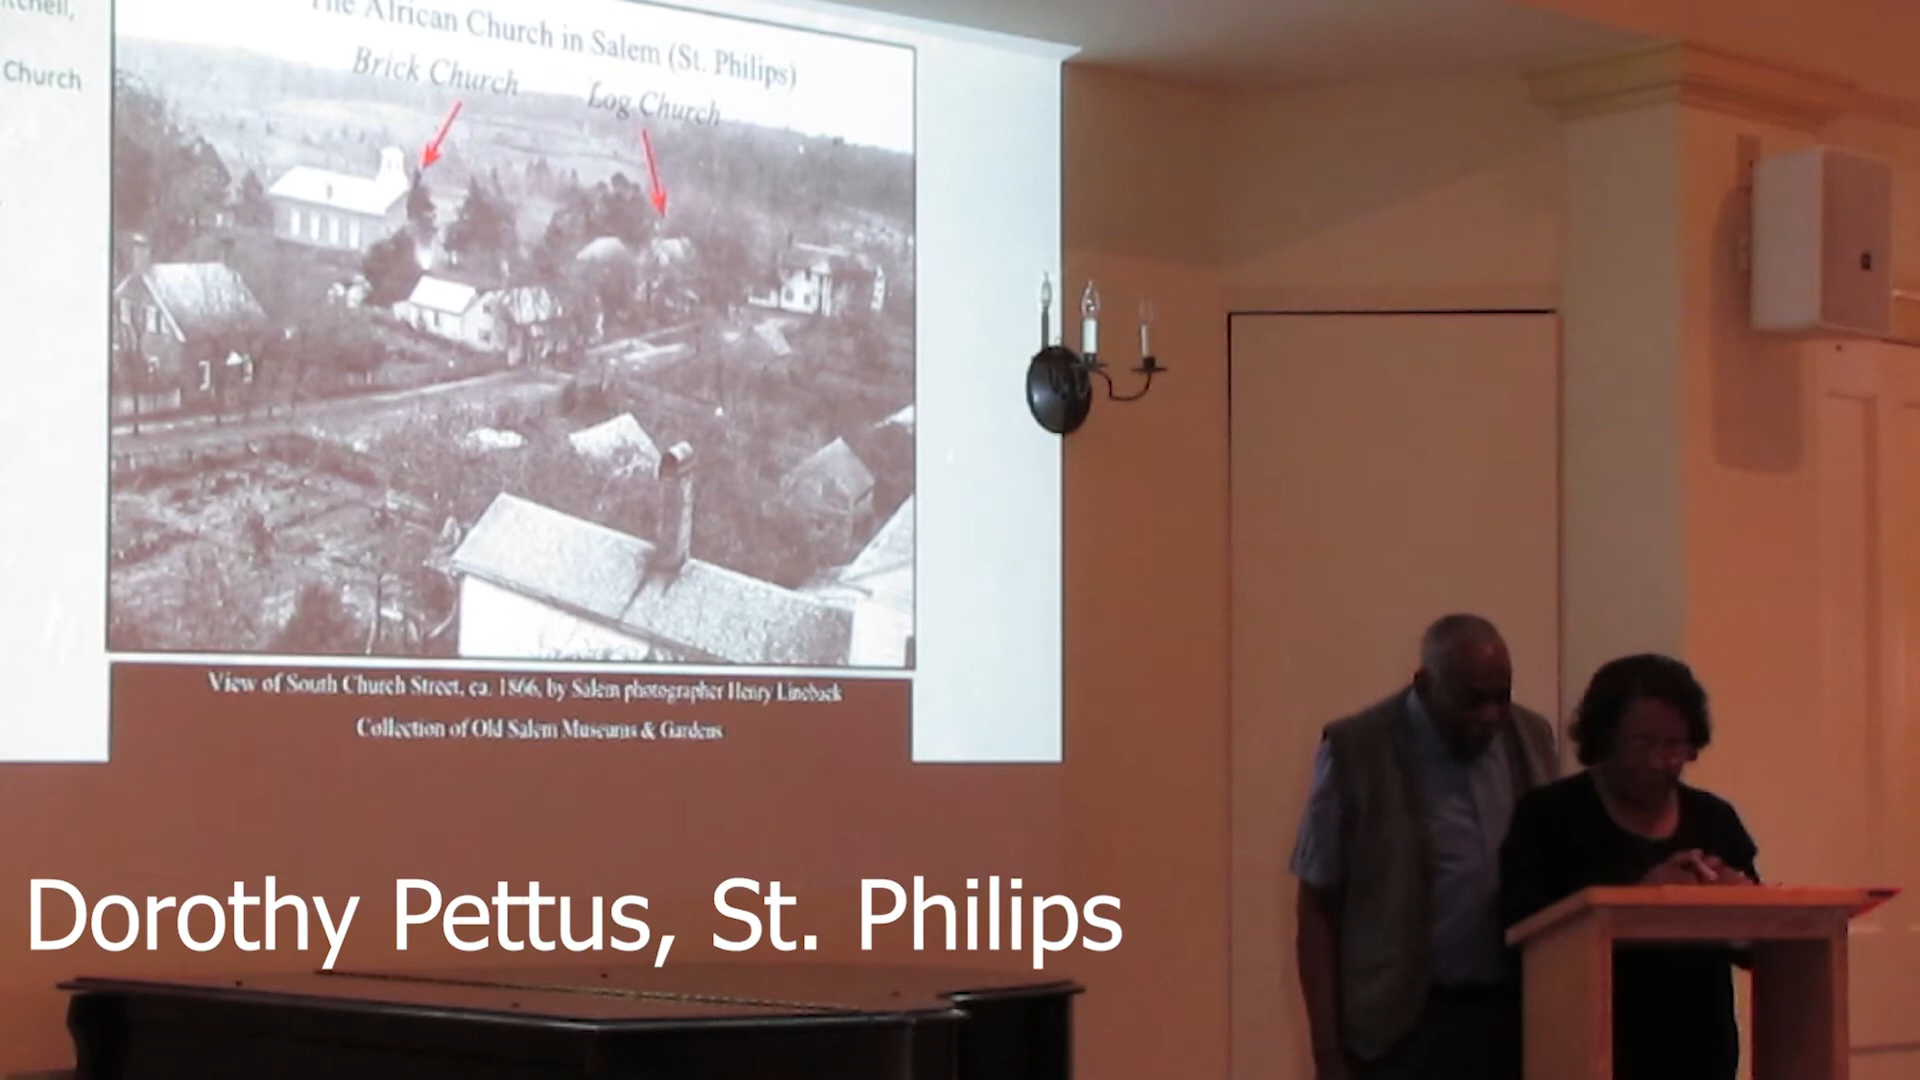 Church
The African Church in Salem (St. Philips)
Brick Church
Log Church
View of South Church Street, ca. 1866, by Salem photographer Henry Lineback
Collection of Old Salem Museums & Gardens
Dorothy Pettus, St. Philips